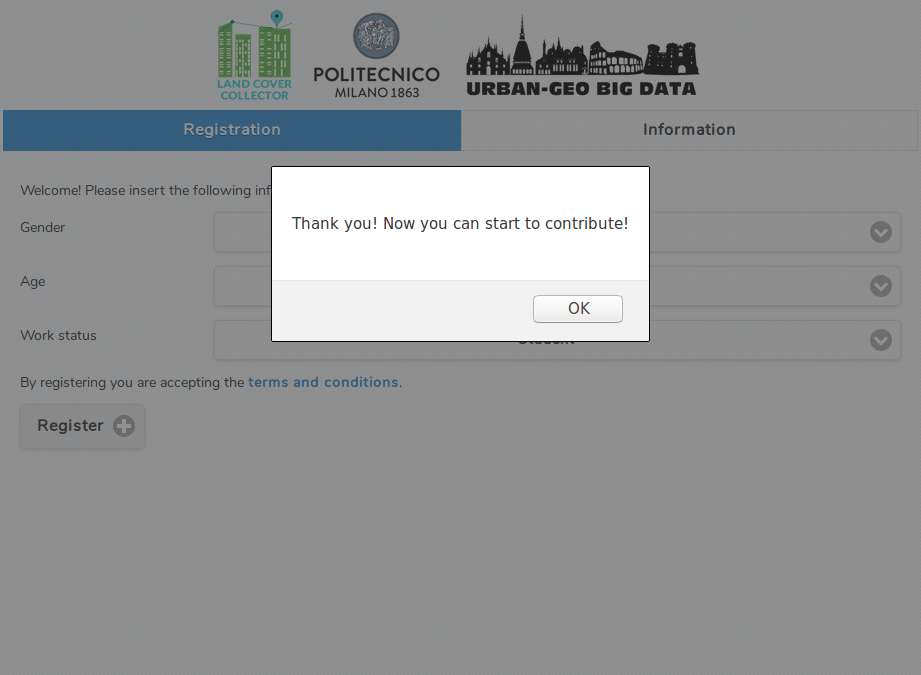 LAND COVER
COLLECTOR
POLITECNICO
MILANO 1863
URBAN-GEO BIG DATA
Registration
Information
Welcome! Please insert the following
Thank you! Now you can start to contribute!
Gender
Age
OK
Work status
Student
By registering you are accepting the terms and conditions.
Register